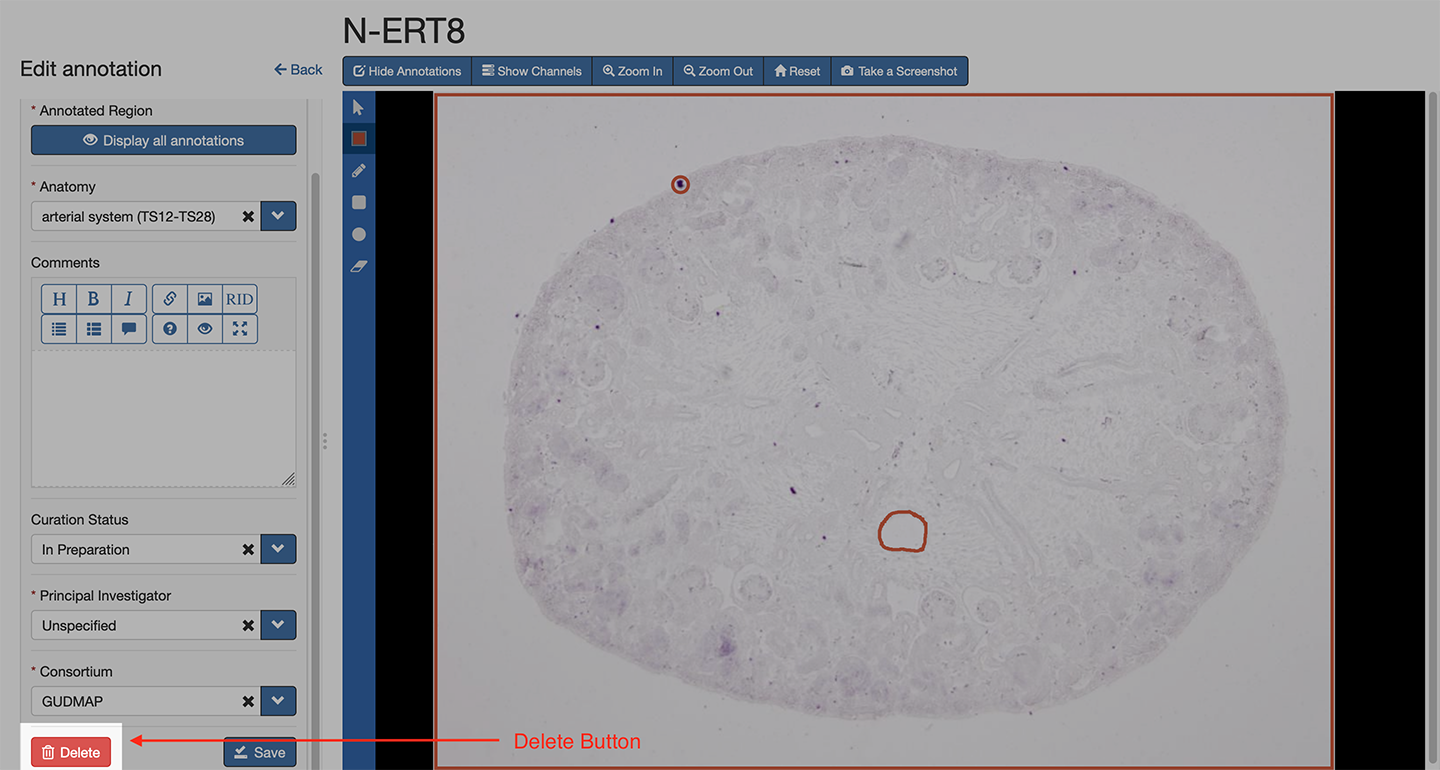 N-ERT8
Edit annotation
Back
Hide Annotations
Show Channels
Zoom In
Zoom Out
Reset
Take a Screenshot
* Annotated Region
Display all annotations
* Anatomy
arterial system (TS12-TS28)
Comments
H B I RID
Curation Status
In Preparation
* Principal Investigator
Unspecified
* Consortium
GUDMAP
Delete
Save
Delete Button